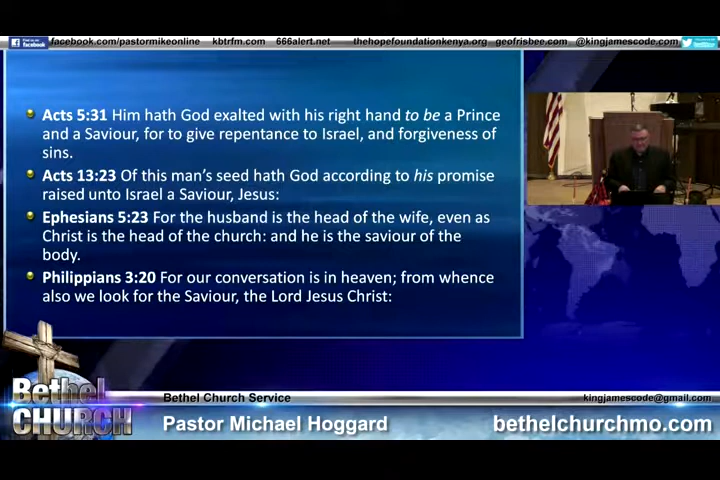 facebook.com/pastormikeonline kbtrfm.com 666alert.net thehopefoundationkenya.org geofrisbee.com @kingjamescode.com
Acts 5:31 Him hath God exalted with his right hand to be a Prince
and a Saviour, for to give repentance to Israel, and forgiveness of
sins.
Acts 13:23 Of this man's seed hath God according to his promise
raised unto Israel a Saviour, Jesus:
Ephesians 5:23 For the husband is the head of the wife, even as
Christ is the head of the church: and he is the saviour of the
body.
Philippians 3:20 For our conversation is in heaven; from whence
also we look for the Saviour, the Lord Jesus Christ:
Bethel
CHURCH
Bethel Church Service
kingjamescode@gmail.com
Pastor Michael Hoggard
bethelchurchmo.com